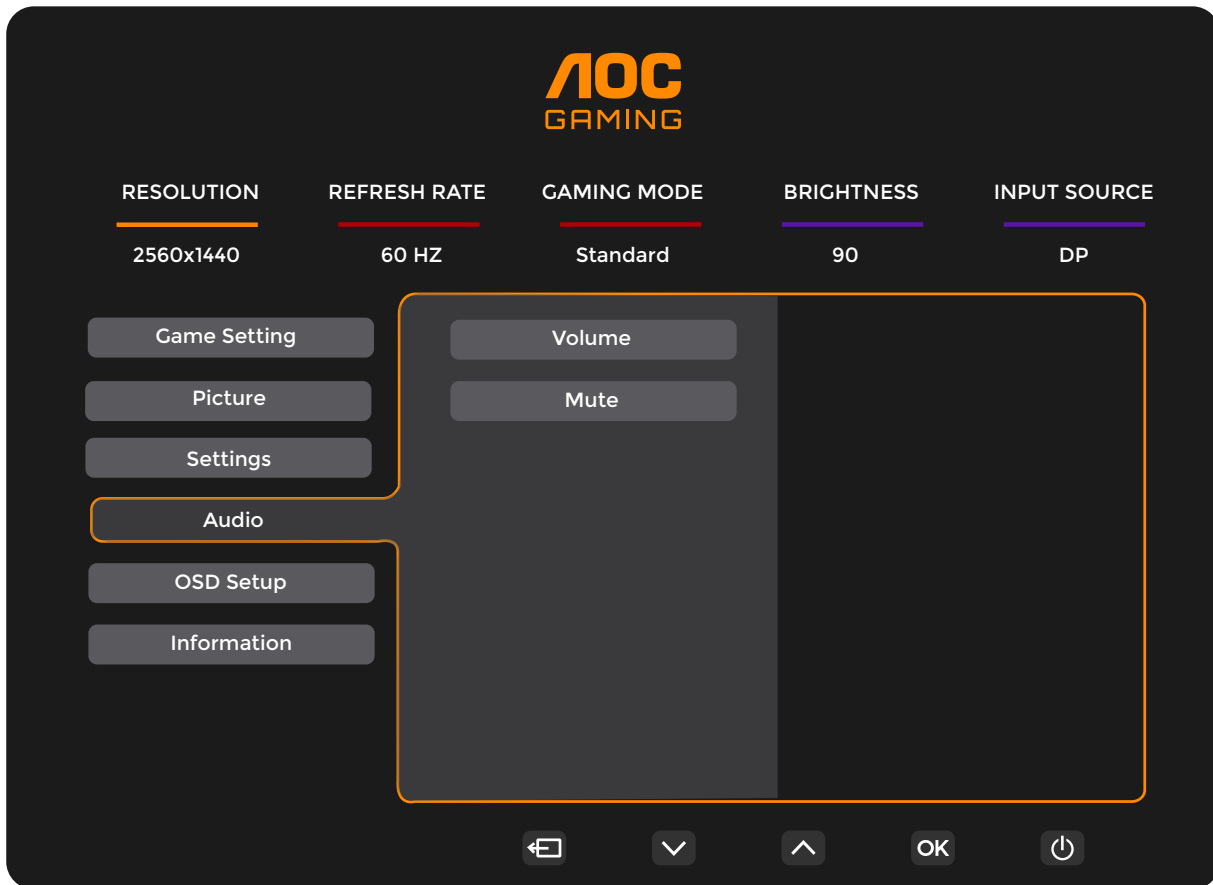 AOC
GAMING
RESOLUTION REFRESH RATE GAMING MODE BRIGHTNESS INPUT SOURCE
2560x1440 60 HZ Standard 90 DP
Game Setting
Volume
Picture
Mute
Settings
Audio
OSD Setup
Information
OK